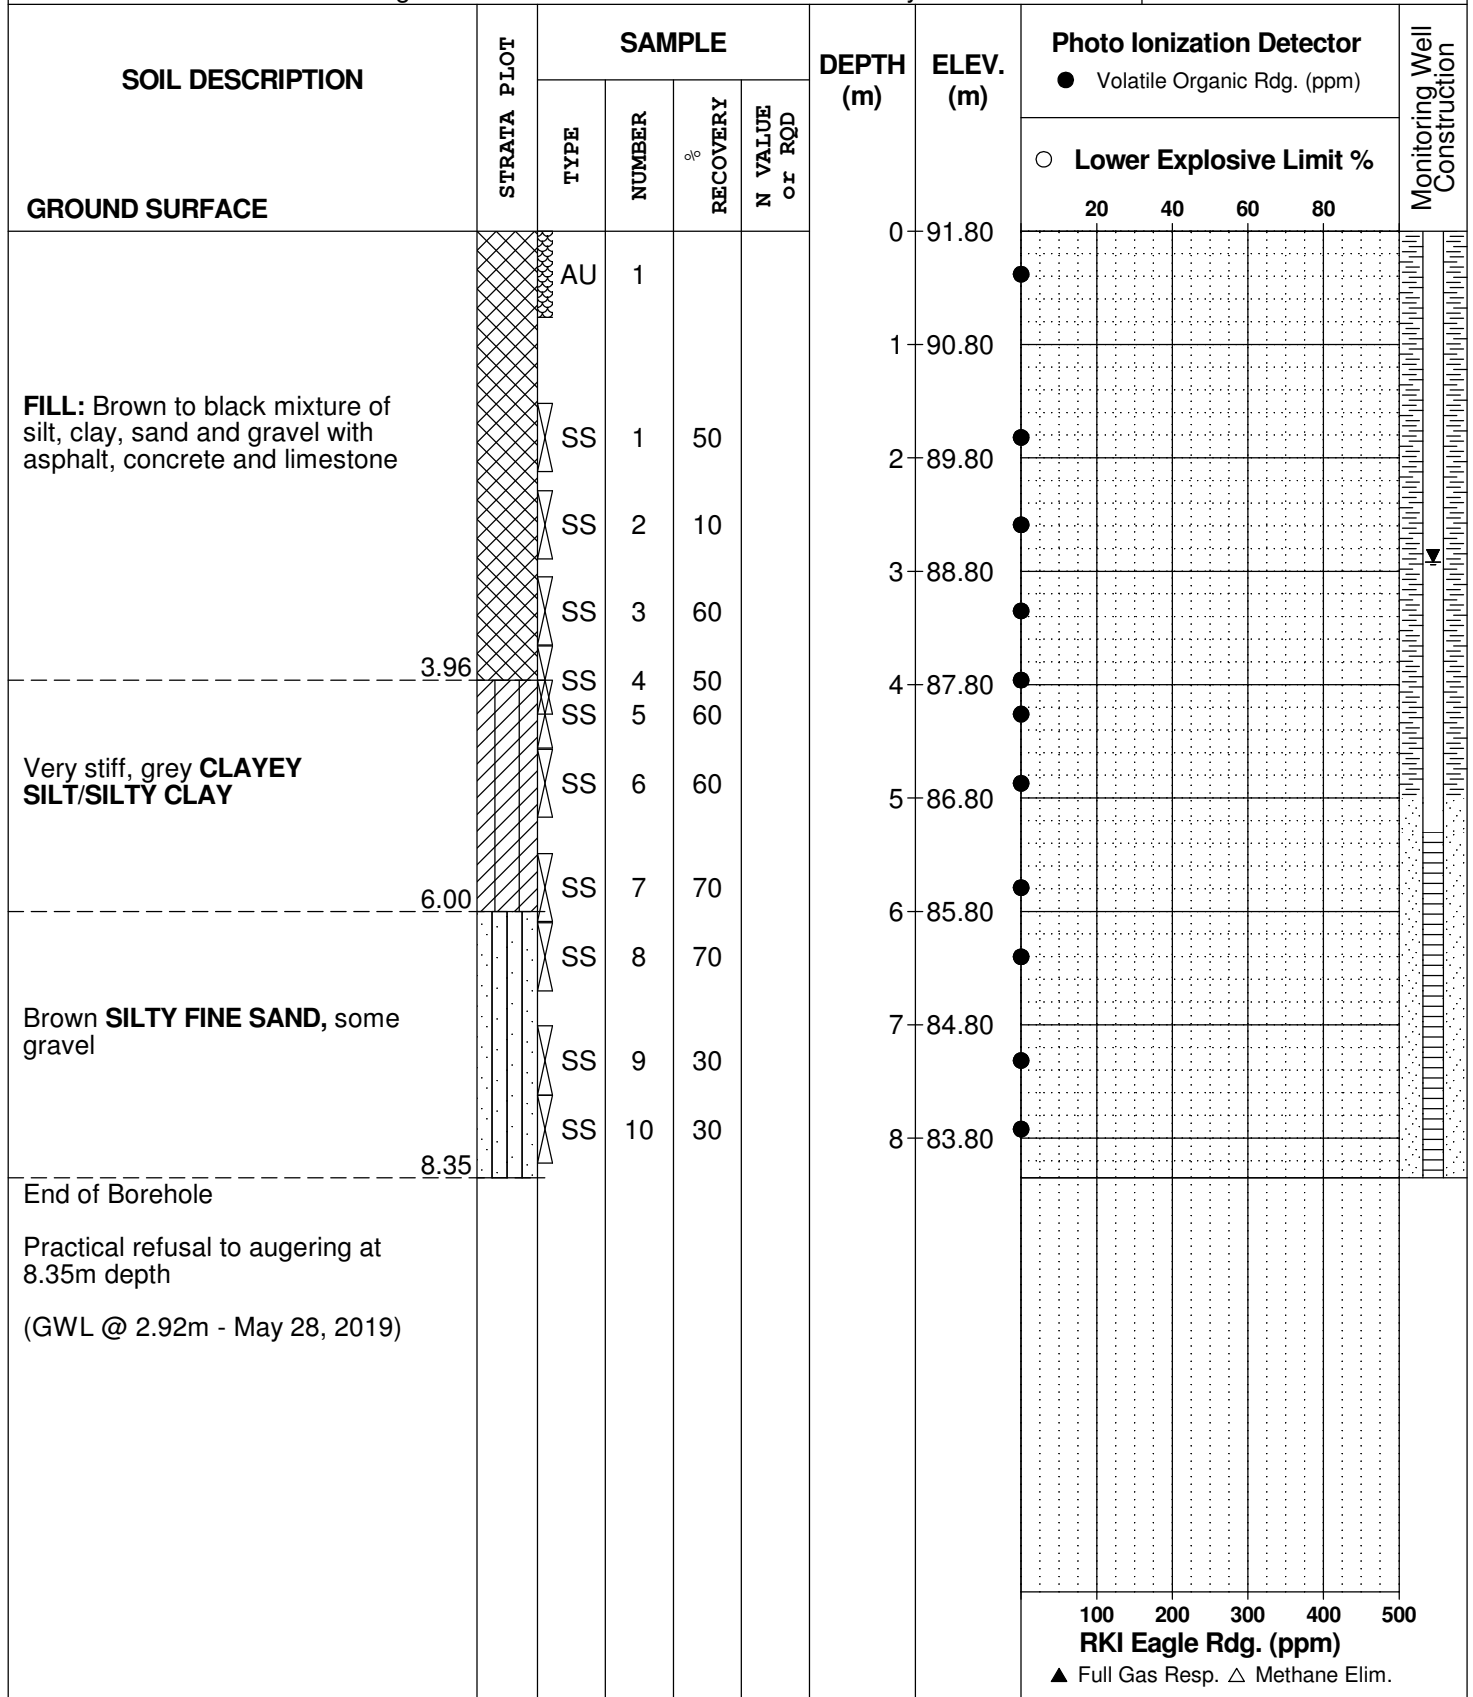 SOIL DESCRIPTION
GROUND SURFACE
STRATA PLOT
SAMPLE
TYPE
NUMBER
%
RECOVERY
N VALUE
or RQD
DEPTH
(m)
ELEV.
(m)
Photo Ionization Detector
● Volatile Organic Rdg. (ppm)
○ Lower Explosive Limit %
20 40 60 80
Monitoring Well
Construction
0 91.80
AU 1
1 90.80
FILL: Brown to black mixture of
silt, clay, sand and gravel with
asphalt, concrete and limestone
SS 1 50
2 89.80
SS 2 10
3 88.80
SS 3 60
3.96
SS 4 50
4 87.80
SS 5 60
Very stiff, grey CLAYEY
SILT/SILTY CLAY
SS 6 60
5 86.80
SS 7 70
6.00
6 85.80
SS 8 70
Brown SILTY FINE SAND, some
gravel
7 84.80
SS 9 30
SS 10 30
8 83.80
8.35
End of Borehole
Practical refusal to augering at
8.35m depth
(GWL @ 2.92m - May 28, 2019)
100 200 300 400 500
RKI Eagle Rdg. (ppm)
▲ Full Gas Resp. △ Methane Elim.